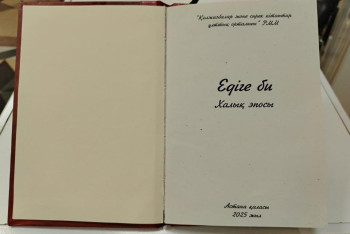 "Қолжазбалар және сирек кітаптар
ұлттық орталығы" РММ
Едіге би
Халық эпосы
Астана қаласы
2025 жыл